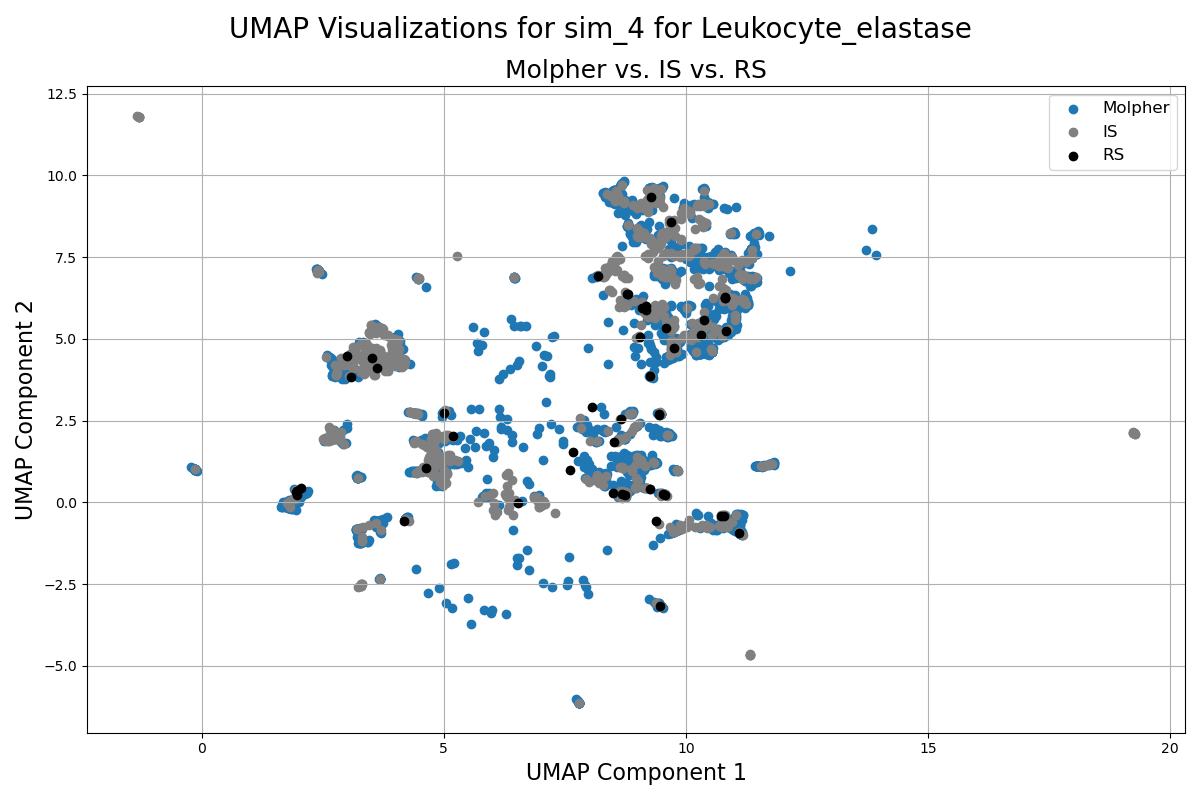 UMAP Visualizations for sim_4 for Leukocyte_elastase
Molpher vs. IS vs. RS
Molpher
IS
RS
UMAP Component 2
12.5
10.0
7.5
5.0
2.5
0.0
−2.5
−5.0
0
5
10
15
20
UMAP Component 1